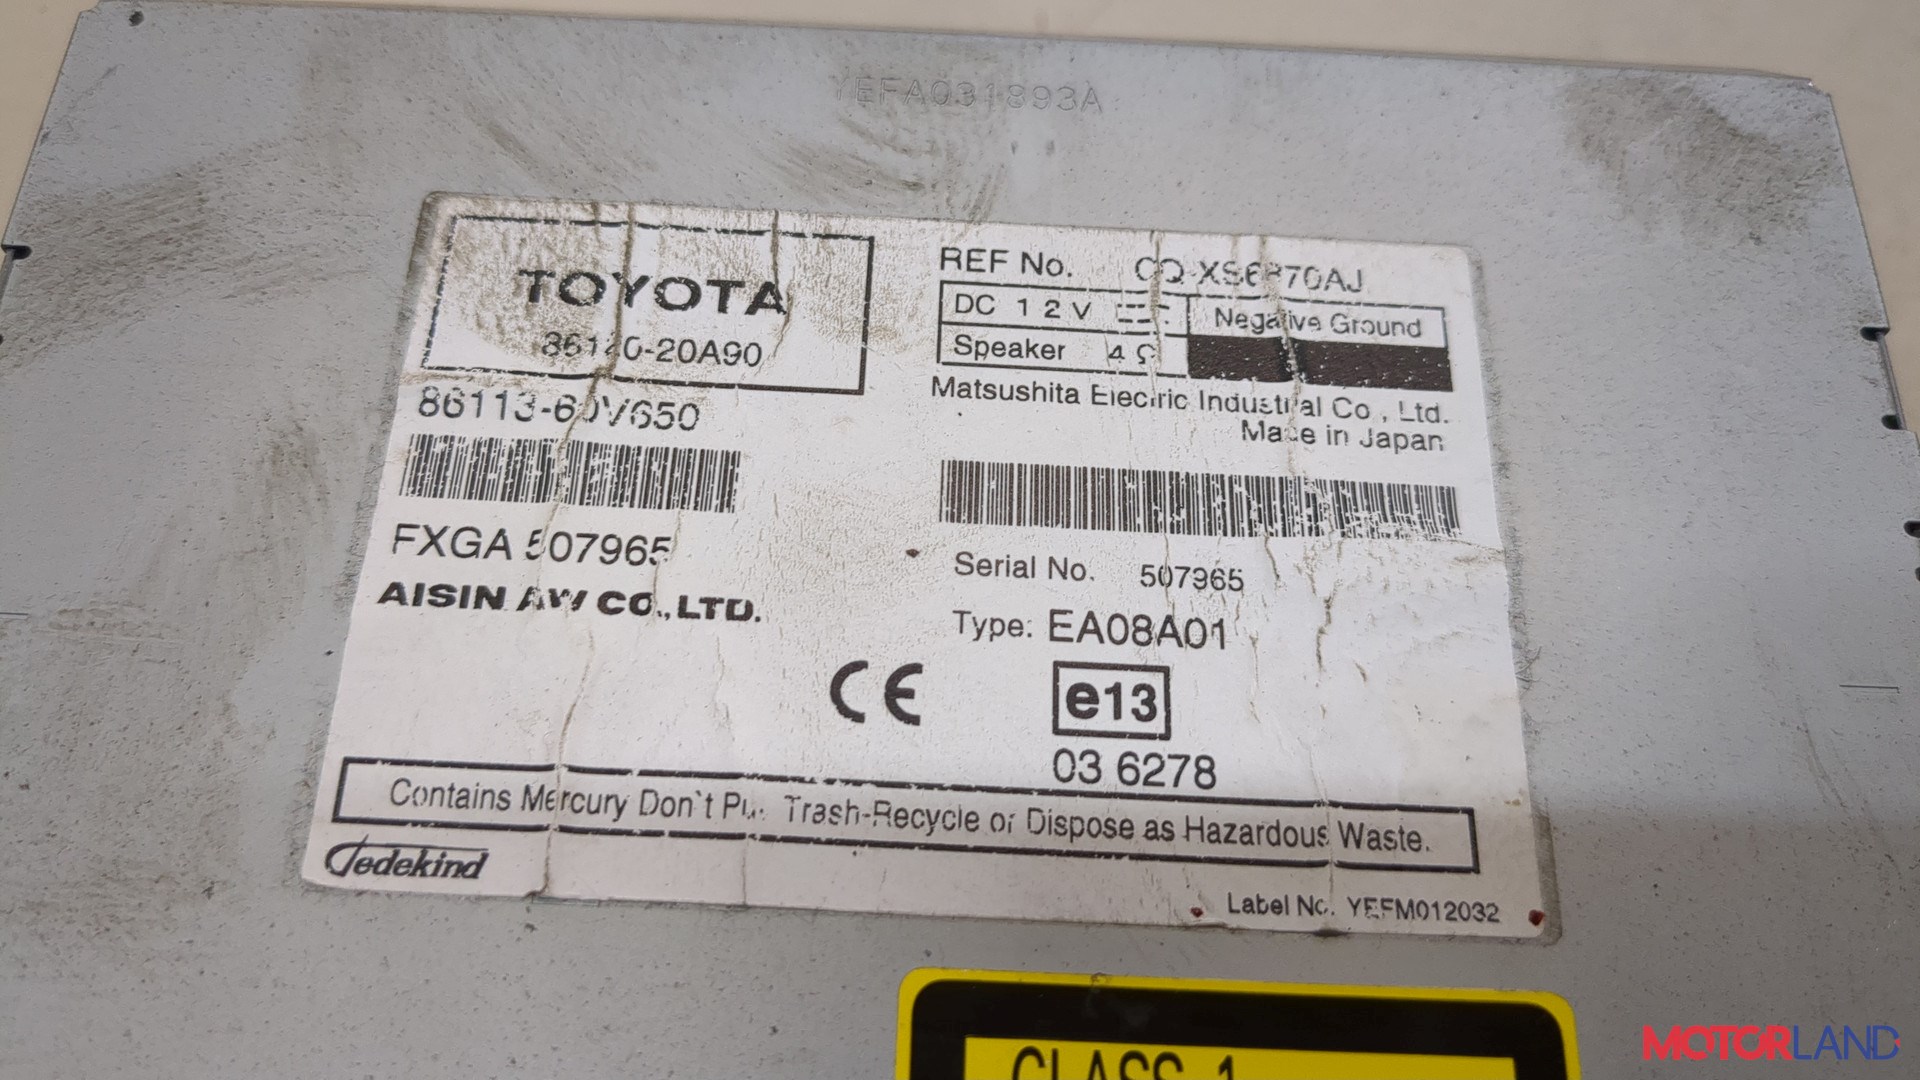 YEFA031893A
TOYOTA
86120-20A90
86113-60V650
FXGA 507965
AISIN AW CO., LTD.
REF No. CQ-XS6870AJ
DC 12V Negative Ground
Speaker 4Ω
Matsushita Electric Industrial Co., Ltd.
Made in Japan
Serial No. 507965
Type: EA08A01
CE
e13
03 6278
Contains Mercury Don't Put Trash-Recycle or Dispose as Hazardous Waste.
Jedekind
Label No. YEFM012032
CLASS 1
MOTORLAND